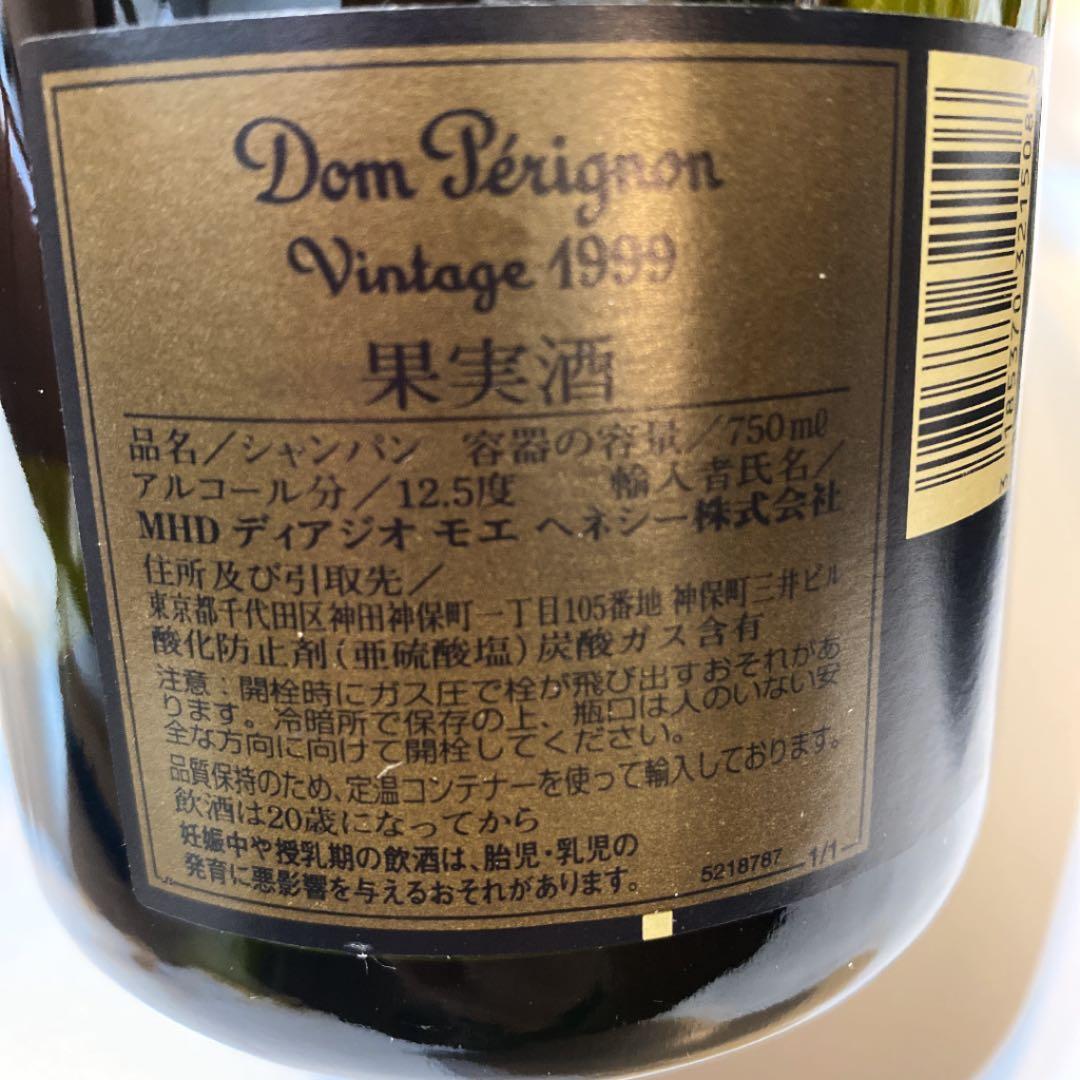 Dom Pérignon
Vintage 1999
果実酒
品名／シャンパン 容器の容量／750mℓ
アルコール分／12.5度 輸入者氏名／
MHD ディアジオ モエ ヘネシー株式会社
住所及び引取先／
東京都千代田区神田神保町一丁目105番地 神保町三井ビル
酸化防止剤(亜硫酸塩)炭酸ガス含有
注意：開栓時にガス圧で栓が飛び出すおそれがあ
ります。冷暗所で保存の上、瓶口は人のいない安
全な方向に向けて開栓してください。
品質保持のため、定温コンテナーを使って輸入しております。
飲酒は20歳になってから
妊娠中や授乳期の飲酒は、胎児・乳児の
発育に悪影響を与えるおそれがあります。
5218787 1/1
3 185370 321508 >